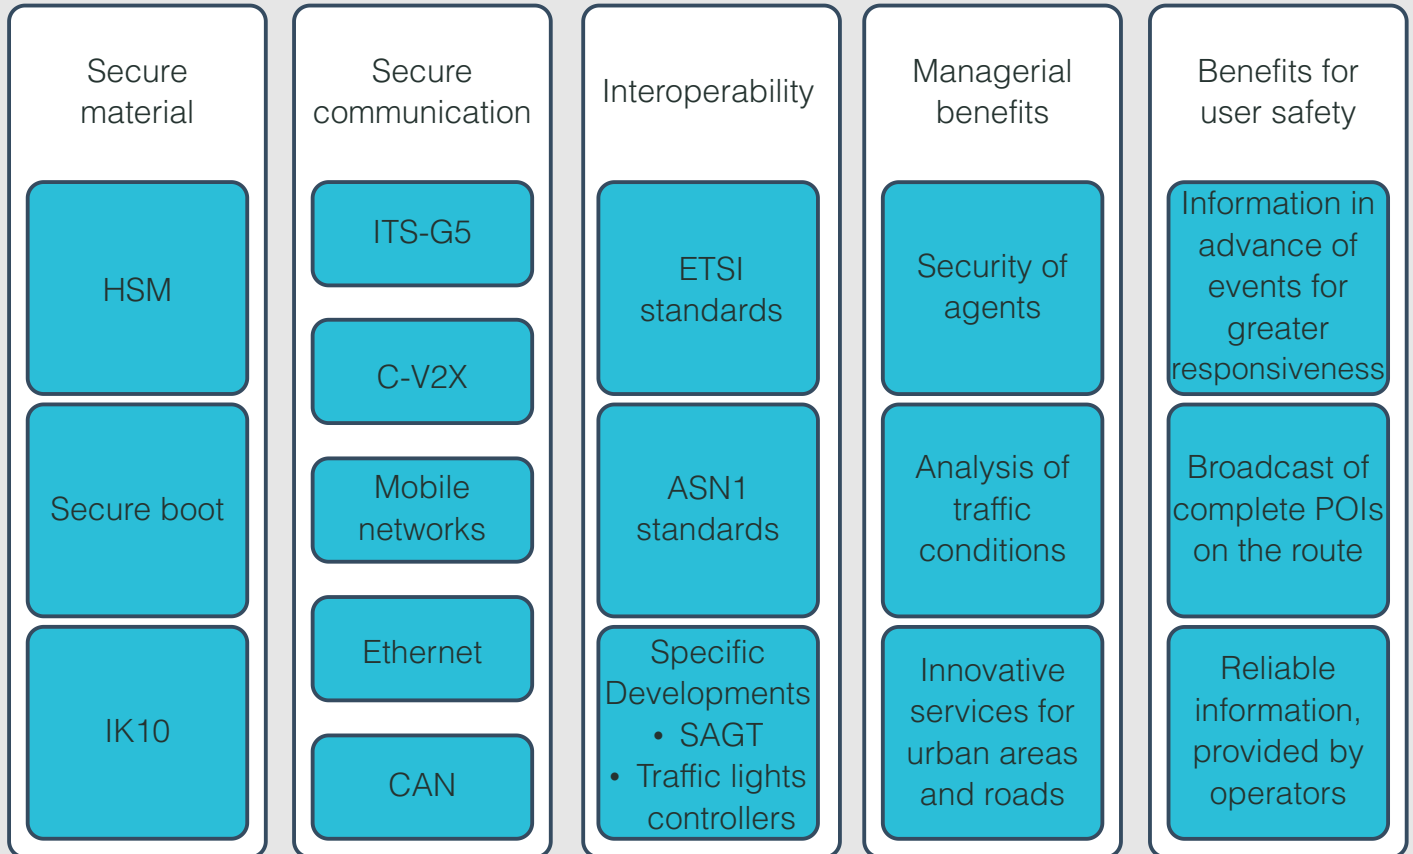 Secure
material
HSM
Secure boot
IK10
Secure
communication
ITS-G5
C-V2X
Mobile
networks
Ethernet
CAN
Interoperability
ETSI
standards
ASN1
standards
Specific
Developments
• SAGT
• Traffic lights
controllers
Managerial
benefits
Security of
agents
Analysis of
traffic
conditions
Innovative
services for
urban areas
and roads
Benefits for
user safety
Information in
advance of
events for
greater
responsiveness
Broadcast of
complete POIs
on the route
Reliable
information,
provided by
operators